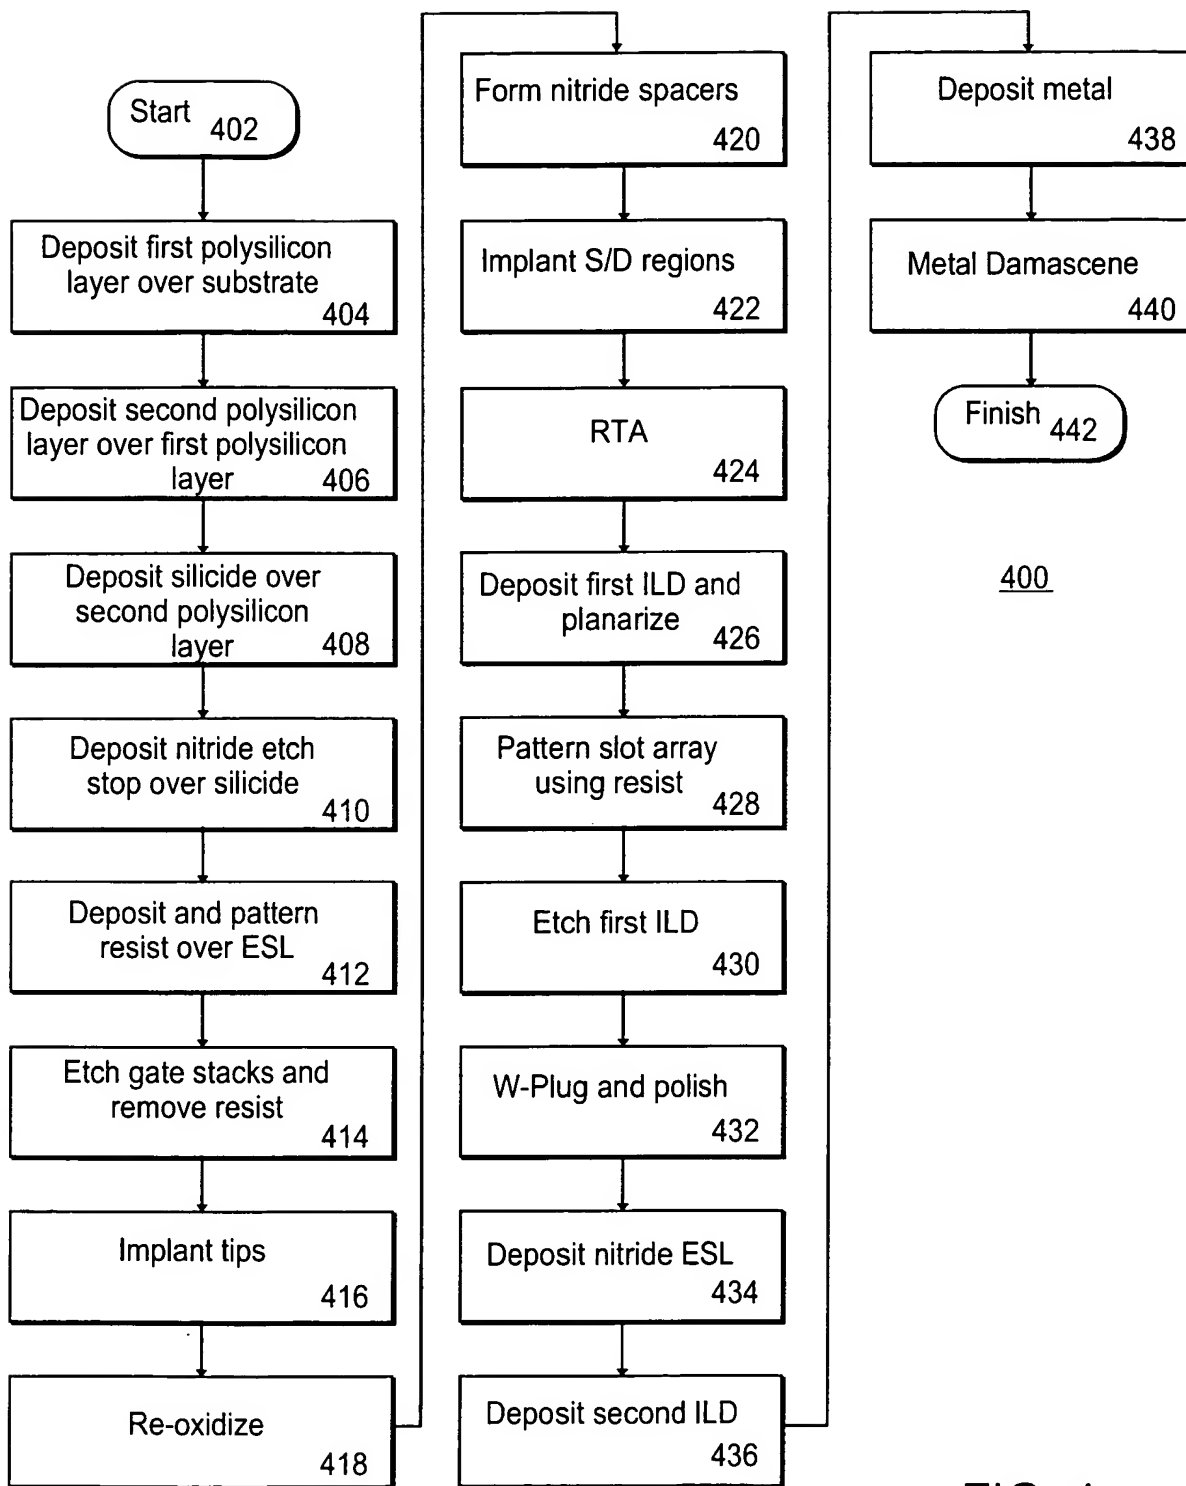 Start
402
Deposit first polysilicon
layer over substrate
404
Deposit second polysilicon
layer over first polysilicon
layer
406
Deposit silicide over
second polysilicon
layer
408
Deposit nitride etch
stop over silicide
410
Deposit and pattern
resist over ESL
412
Etch gate stacks and
remove resist
414
Implant tips
416
Re-oxidize
418
Form nitride spacers
420
Implant S/D regions
422
RTA
424
Deposit first ILD and
planarize
426
Pattern slot array
using resist
428
Etch first ILD
430
W-Plug and polish
432
Deposit nitride ESL
434
Deposit second ILD
436
Deposit metal
438
Metal Damascene
440
Finish
442
400